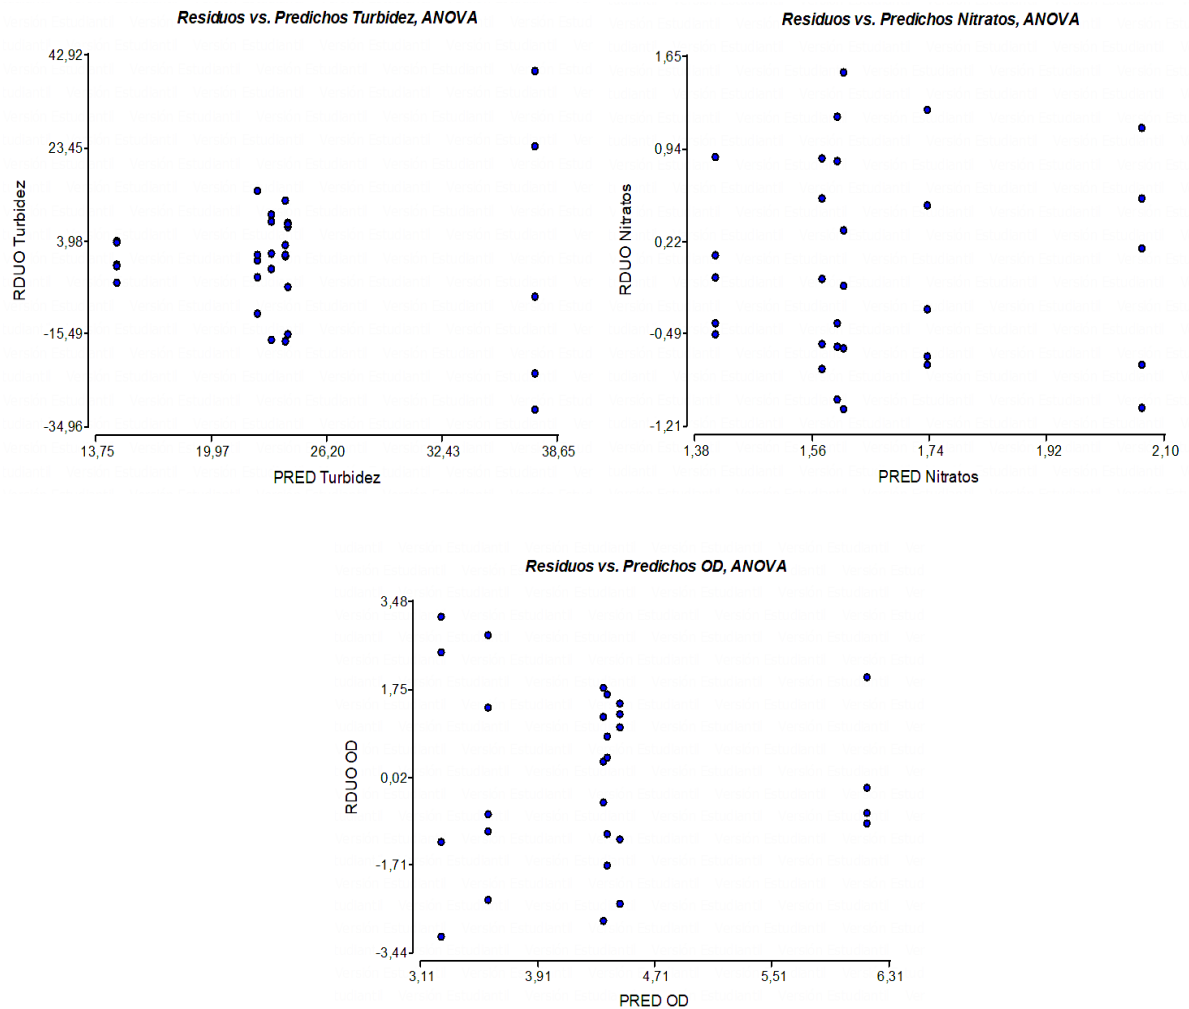 Residuos vs. Predichos Turbidez, ANOVA
42,92
23,45
3,98
-15,49
-34,96
RDUO Turbidez
13,75 19,97 26,20 32,43 38,65
PRED Turbidez
Residuos vs. Predichos Nitratos, ANOVA
1,65
0,94
0,22
-0,49
-1,21
RDUO Nitratos
1,38 1,56 1,74 1,92 2,10
PRED Nitratos
Residuos vs. Predichos OD, ANOVA
3,48
1,75
0,02
-1,71
-3,44
RDUO OD
3,11 3,91 4,71 5,51 6,31
PRED OD